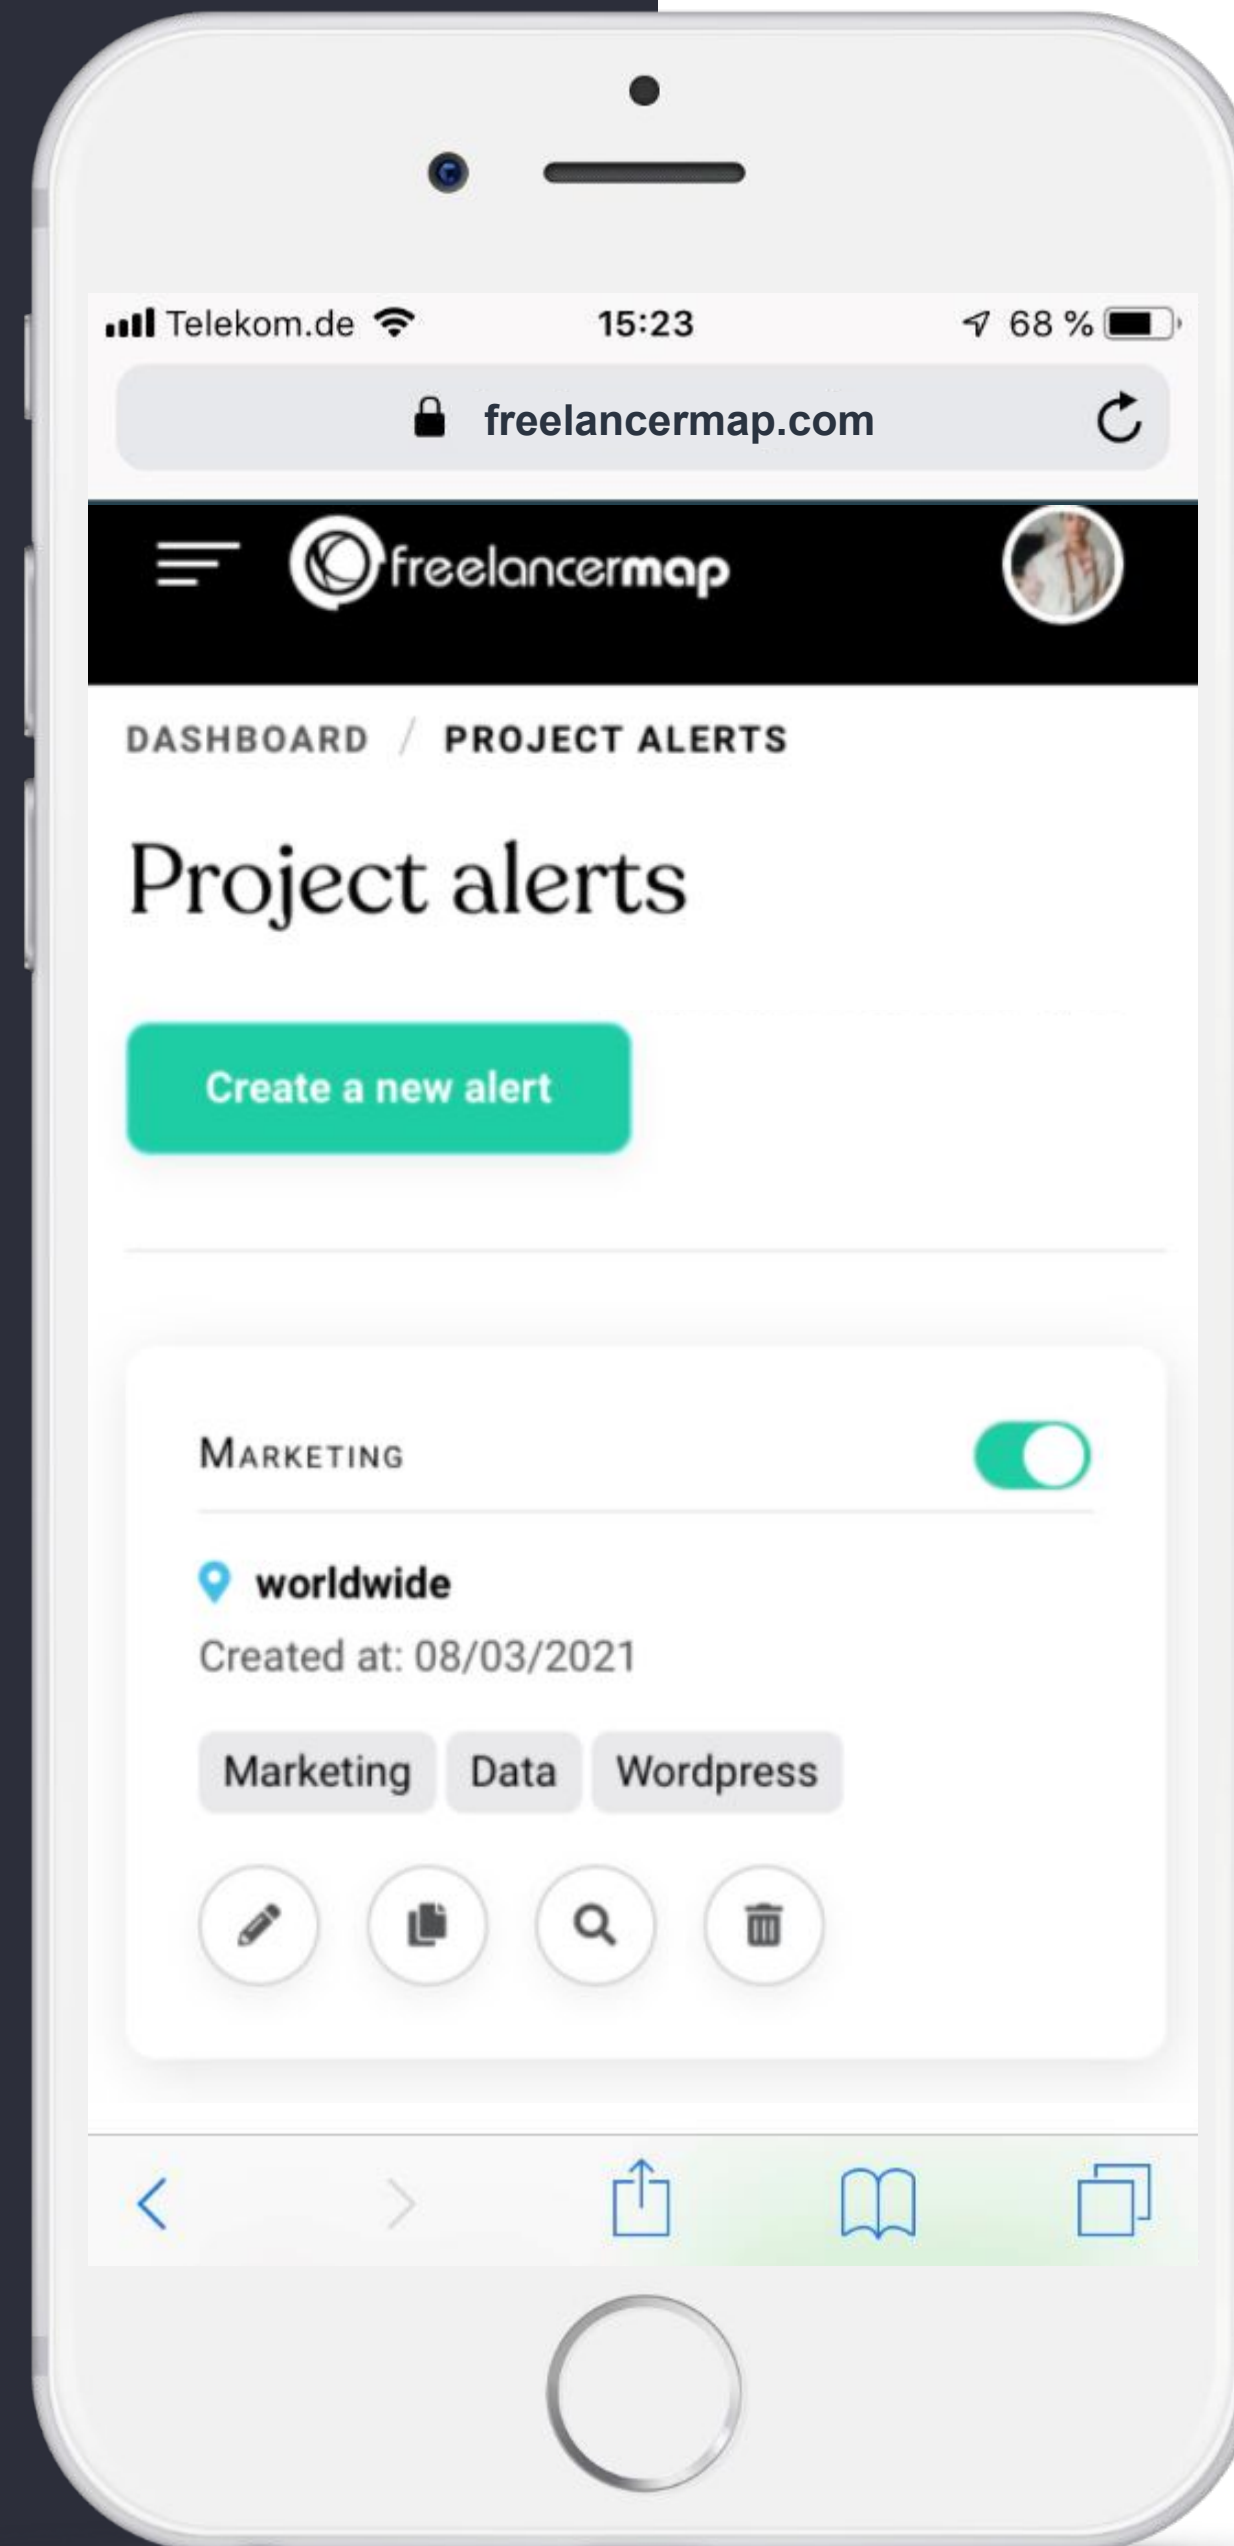 Telekom.de 15:23 68 %
freelancermap.com
freelancermap
DASHBOARD / PROJECT ALERTS
Project alerts
Create a new alert
MARKETING
worldwide
Created at: 08/03/2021
Marketing Data Wordpress